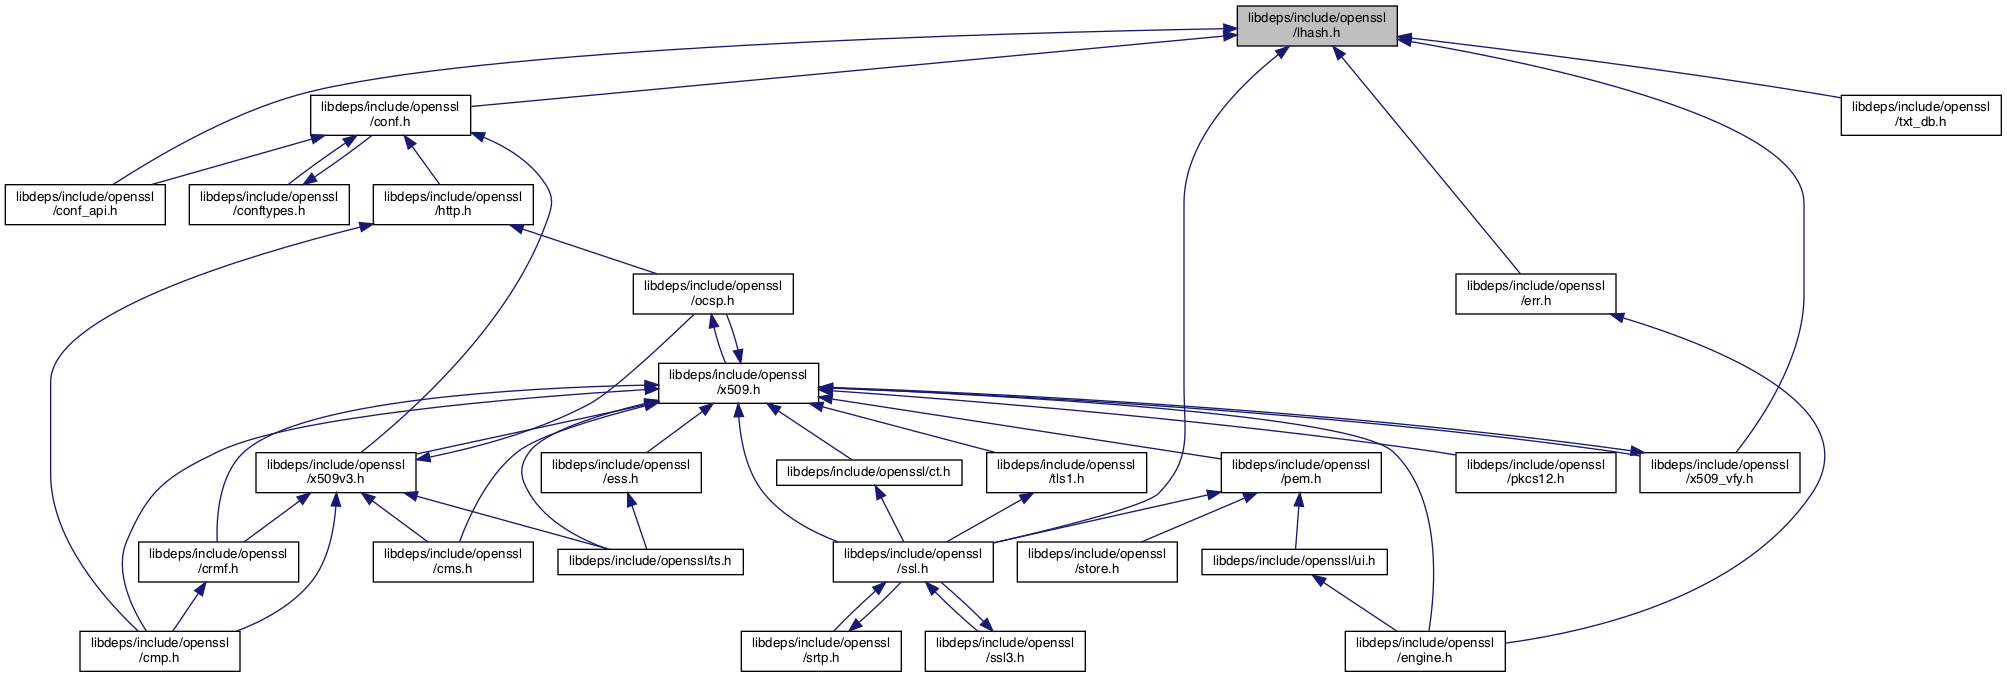 libdeps/include/openssl
/lhash.h
libdeps/include/openssl
/conf.h
libdeps/include/openssl
/txt_db.h
libdeps/include/openssl
/conf_api.h
libdeps/include/openssl
/conftypes.h
libdeps/include/openssl
/http.h
libdeps/include/openssl
/ocsp.h
libdeps/include/openssl
/err.h
libdeps/include/openssl
/x509.h
libdeps/include/openssl
/x509v3.h
libdeps/include/openssl
/ess.h
libdeps/include/openssl/ct.h
libdeps/include/openssl
/tls1.h
libdeps/include/openssl
/pem.h
libdeps/include/openssl
/pkcs12.h
libdeps/include/openssl
/x509_vfy.h
libdeps/include/openssl
/crmf.h
libdeps/include/openssl
/cms.h
libdeps/include/openssl/ts.h
libdeps/include/openssl
/ssl.h
libdeps/include/openssl
/store.h
libdeps/include/openssl/ui.h
libdeps/include/openssl
/cmp.h
libdeps/include/openssl
/srtp.h
libdeps/include/openssl
/ssl3.h
libdeps/include/openssl
/engine.h